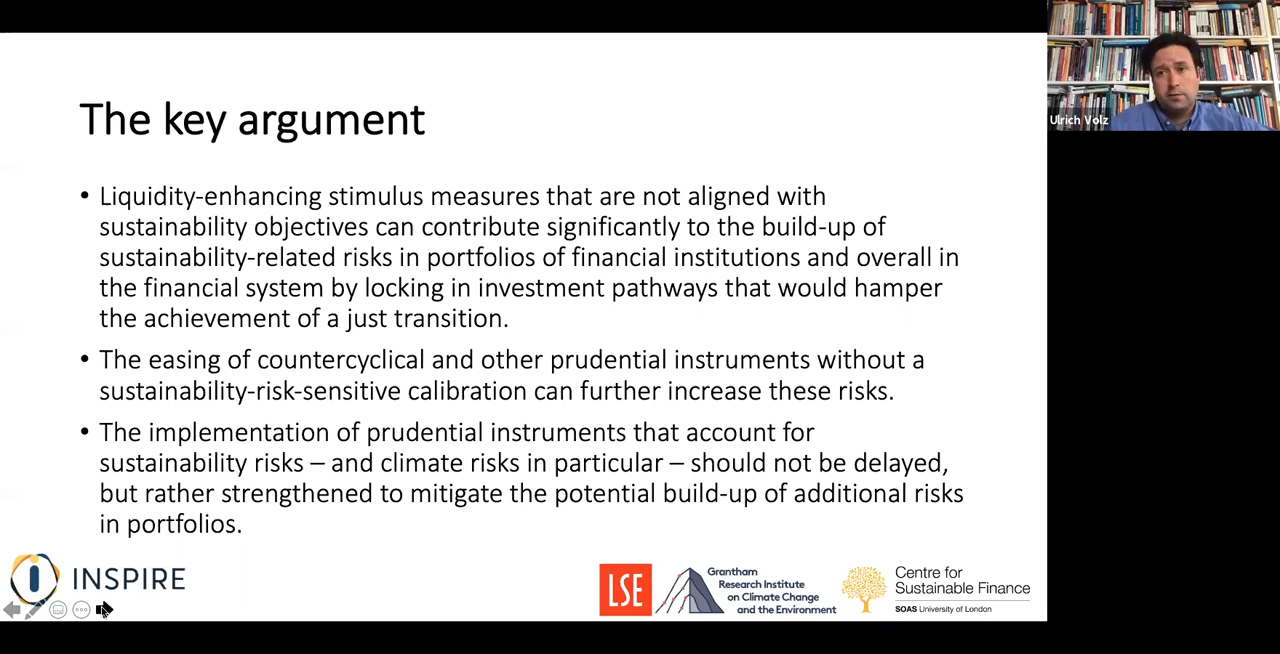 The key argument
• Liquidity-enhancing stimulus measures that are not aligned with
sustainability objectives can contribute significantly to the build-up of
sustainability-related risks in portfolios of financial institutions and overall in
the financial system by locking in investment pathways that would hamper
the achievement of a just transition.
• The easing of countercyclical and other prudential instruments without a
sustainability-risk-sensitive calibration can further increase these risks.
• The implementation of prudential instruments that account for
sustainability risks – and climate risks in particular – should not be delayed,
but rather strengthened to mitigate the potential build-up of additional risks
in portfolios.
Ulrich Volz
INSPIRE
LSE
Grantham
Research Institute
on Climate Change
and the Environment
Centre for
Sustainable Finance
SOAS University of London